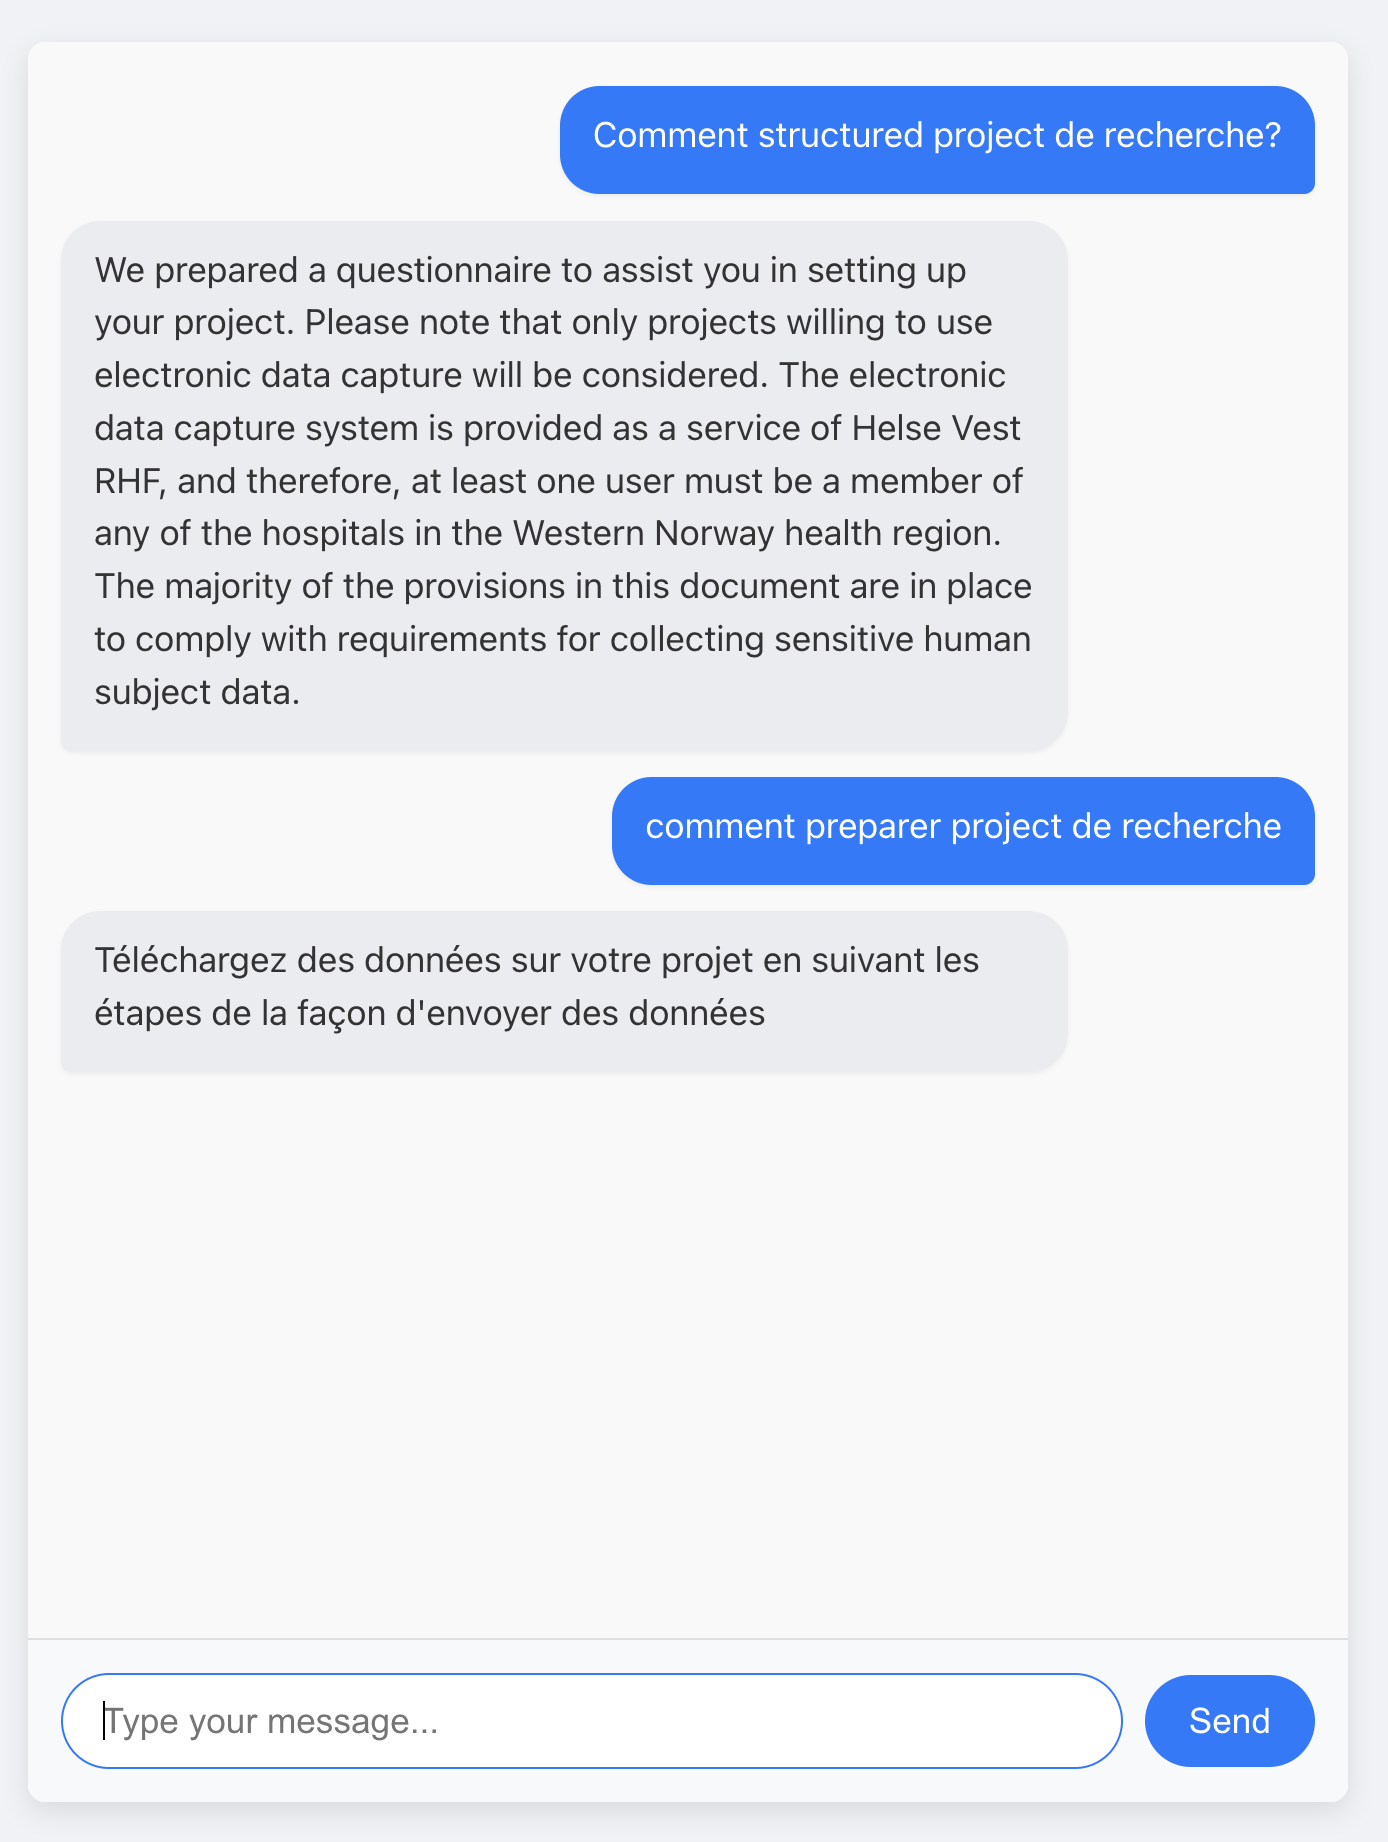 Comment structured project de recherche?
We prepared a questionnaire to assist you in setting up
your project. Please note that only projects willing to use
electronic data capture will be considered. The electronic
data capture system is provided as a service of Helse Vest
RHF, and therefore, at least one user must be a member of
any of the hospitals in the Western Norway health region.
The majority of the provisions in this document are in place
to comply with requirements for collecting sensitive human
subject data.
comment preparer project de recherche
Téléchargez des données sur votre projet en suivant les
étapes de la façon d'envoyer des données
Type your message...
Send